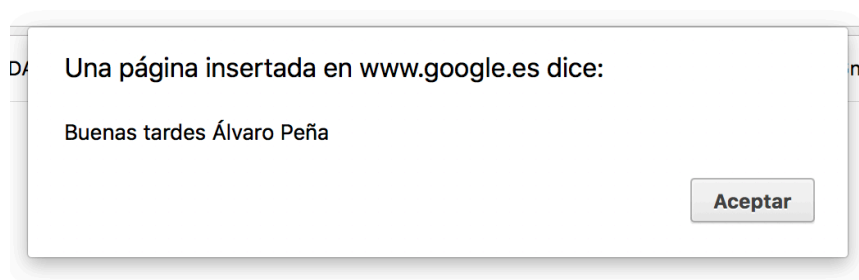 Una página insertada en www.google.es dice:
Buenas tardes Álvaro Peña
Aceptar